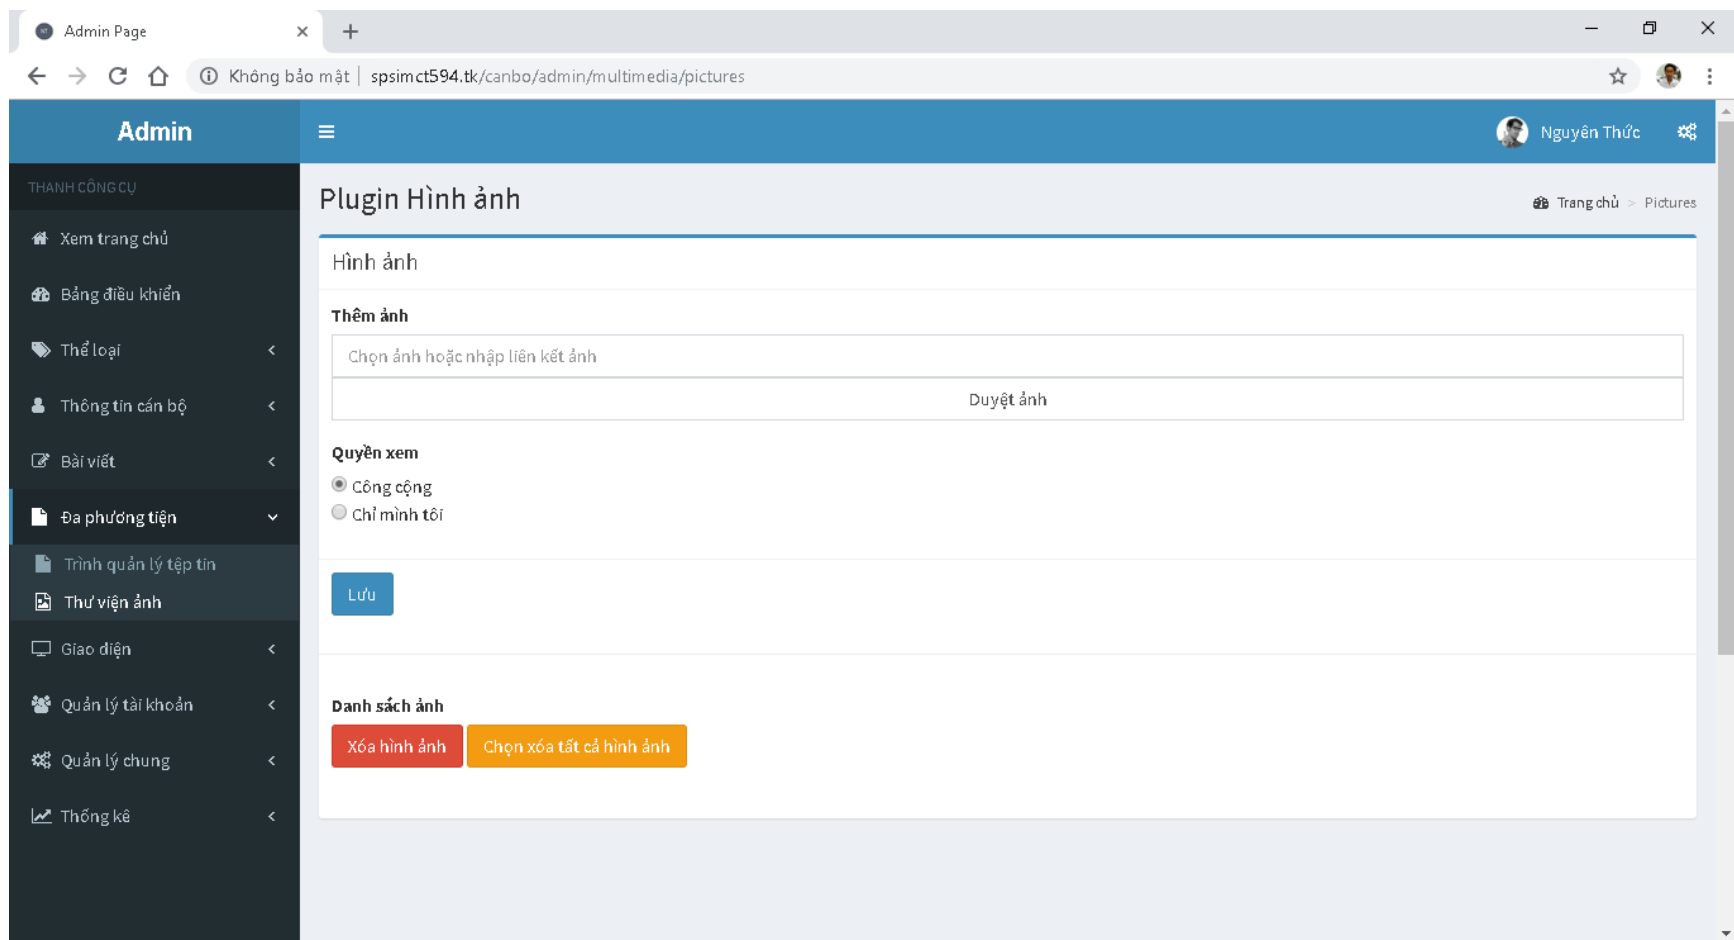 Admin Page
Không bảo mật | spsimct594.tk/canbo/admin/multimedia/pictures
Admin
Nguyên Thức
THANH CÔNG CỤ
Plugin Hình ảnh
Trang chủ > Pictures
Xem trang chủ
Hình ảnh
Bảng điều khiển
Thêm ảnh
Thể loại
Chọn ảnh hoặc nhập liên kết ảnh
Duyệt ảnh
Thông tin cán bộ
Quyền xem
Bài viết
Công cộng
Chỉ mình tôi
Đa phương tiện
Trình quản lý tệp tin
Thư viện ảnh
Lưu
Giao diện
Quản lý tài khoản
Danh sách ảnh
Xóa hình ảnh
Chọn xóa tất cả hình ảnh
Quản lý chung
Thống kê